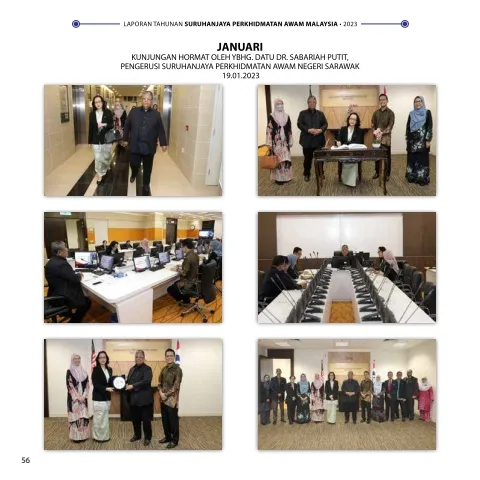 LAPORAN TAHUNAN SURUHANJAYA PERKHIDMATAN AWAM MALAYSIA • 2023
JANUARI
KUNJUNGAN HORMAT OLEH YBHG. DATU DR. SABARIAH PUTIT,
PENGERUSI SURUHANJAYA PERKHIDMATAN AWAM NEGERI SARAWAK
19.01.2023
56